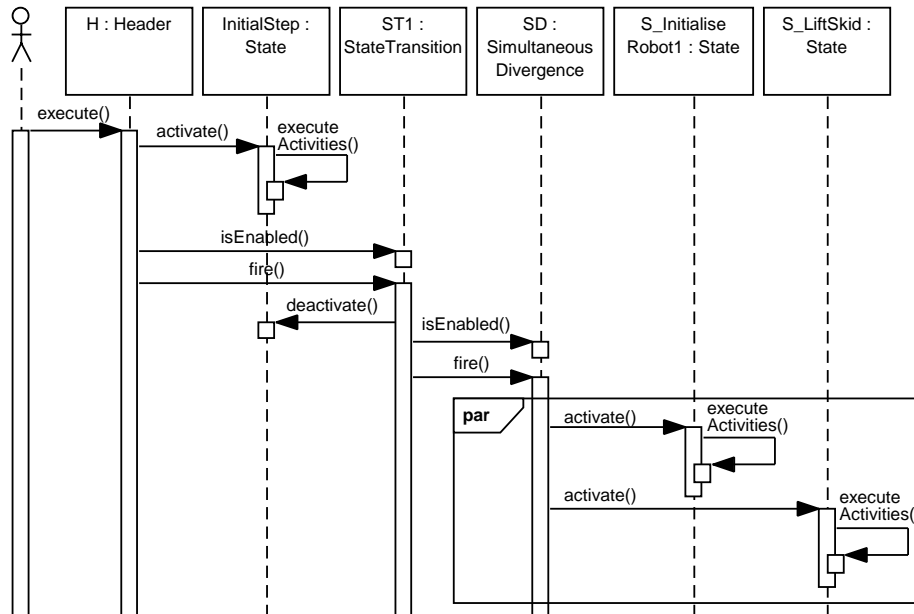 H : Header
InitialStep :
State
ST1 :
StateTransition
SD :
Simultaneous
Divergence
S_Initialise
Robot1 : State
S_LiftSkid :
State
execute()
activate()
execute
Activities()
isEnabled()
fire()
deactivate()
isEnabled()
fire()
par
activate()
execute
Activities()
activate()
execute
Activities()